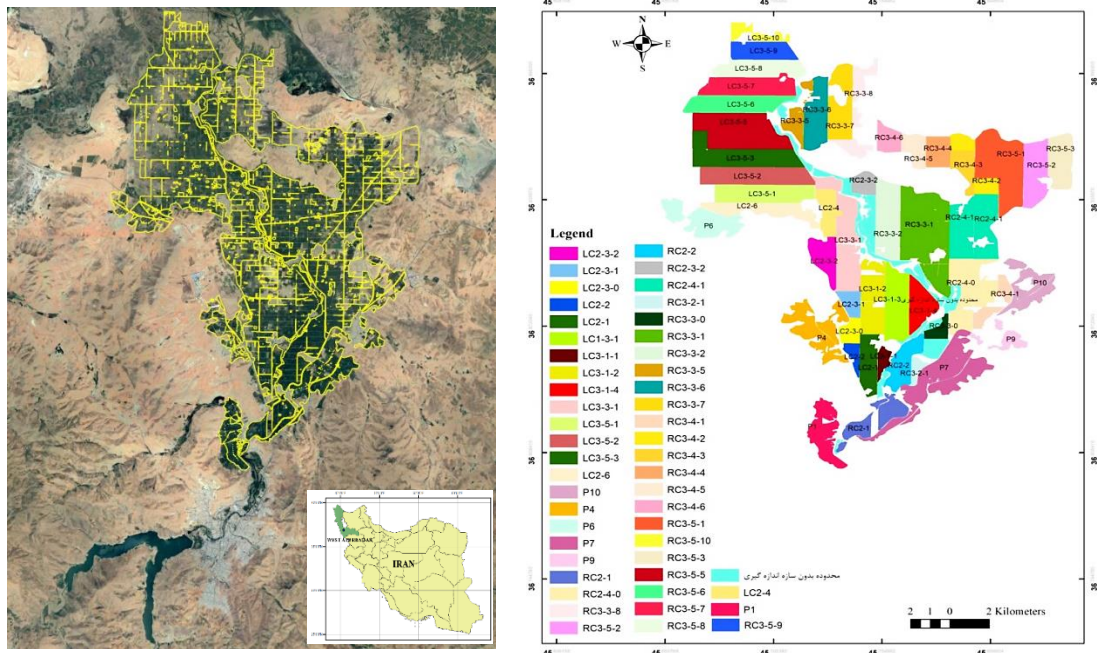 WEST AZERBAIJAN
IRAN
N
W E
S
LC3-5-10
LC3-5-9
LC3-5-8
LC3-5-7
LC3-5-6
LC3-5-3
LC3-5-2
LC3-5-1
LC2-6
P6
LC2-4
LC3-3-1
LC2-3-2
LC2-3-1
LC2-3-0
P4
P1
RC3-3-8
RC3-3-6
RC3-3-5
RC3-3-7
RC3-4-6
RC3-4-5
RC3-4-4
RC3-4-3
RC3-4-2
RC3-5-1
RC3-5-2
RC3-5-3
RC2-3-2
RC3-3-2
RC3-3-1
RC2-4-1
RC2-4-1
RC2-4-0
RC3-4-1
P10
P9
LC3-1-2
LC3-1-3
محدوده بدون سازه اندازه گیری
LC2-1
RC2-2
RC3-2-1
P7
RC2-1
Legend
LC2-3-2
LC2-3-1
LC2-3-0
LC2-2
LC2-1
LC1-3-1
LC3-1-1
LC3-1-2
LC3-1-4
LC3-3-1
LC3-5-1
LC3-5-2
LC3-5-3
LC2-6
P10
P4
P6
P7
P9
RC2-1
RC2-4-0
RC3-3-8
RC3-5-2
RC2-2
RC2-3-2
RC2-4-1
RC3-2-1
RC3-3-0
RC3-3-1
RC3-3-2
RC3-3-5
RC3-3-6
RC3-3-7
RC3-4-1
RC3-4-2
RC3-4-3
RC3-4-4
RC3-4-5
RC3-4-6
RC3-5-1
RC3-5-10
RC3-5-3
RC3-5-5
RC3-5-6
RC3-5-7
RC3-5-8
محدوده بدون سازه اندازه گیری
LC2-4
P1
RC3-5-9
2 1 0 2 Kilometers